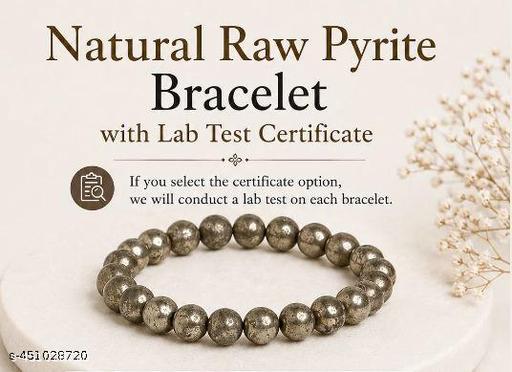 Natural Raw Pyrite
Bracelet
with Lab Test Certificate
If you select the certificate option,
we will conduct a lab test on each bracelet.
s-451028720